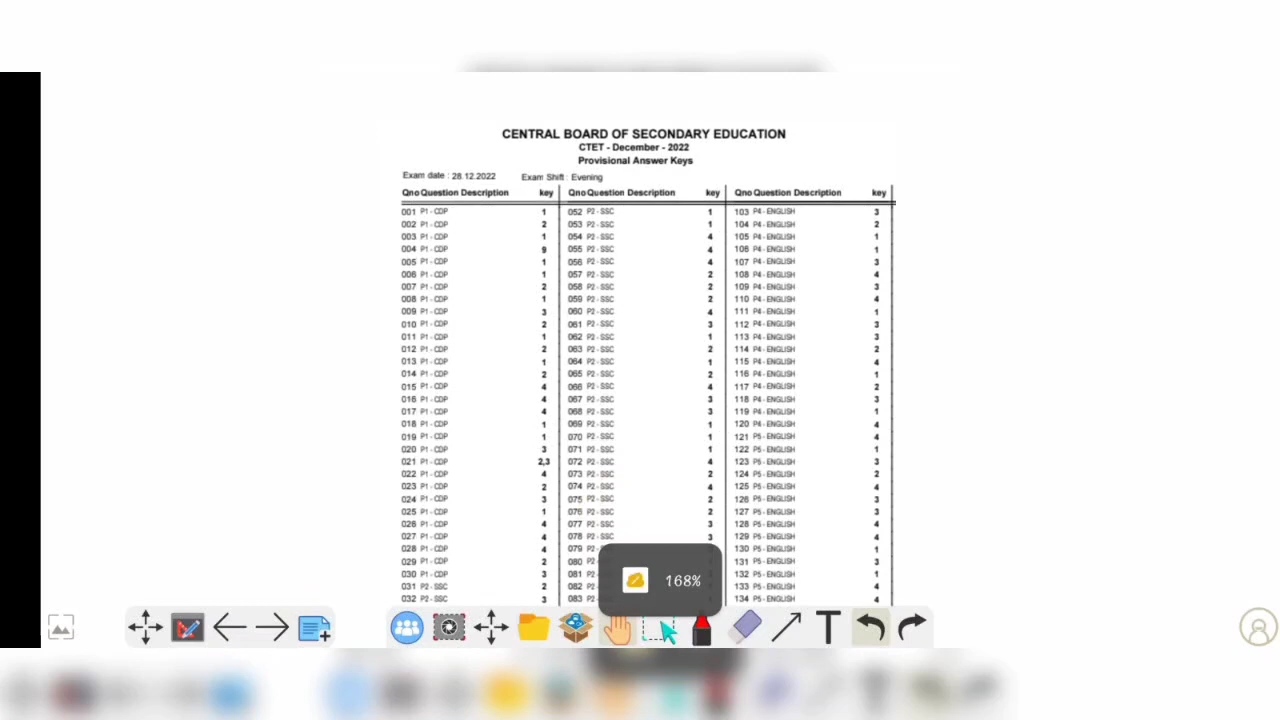 CENTRAL BOARD OF SECONDARY EDUCATION
CTET - December - 2022
Provisional Answer Keys
Exam date : 28.12.2022 Exam Shift : Evening
Qno Question Description key Qno Question Description key Qno Question Description key
001 P1 - CDP 1 052 P2 - SSC 1 103 P4 - ENGLISH 3
002 P1 - CDP 2 053 P2 - SSC 1 104 P4 - ENGLISH 2
003 P1 - CDP 1 054 P2 - SSC 4 105 P4 - ENGLISH 1
004 P1 - CDP 9 055 P2 - SSC 4 106 P4 - ENGLISH 1
005 P1 - CDP 1 056 P2 - SSC 4 107 P4 - ENGLISH 3
006 P1 - CDP 1 057 P2 - SSC 2 108 P4 - ENGLISH 4
007 P1 - CDP 2 058 P2 - SSC 2 109 P4 - ENGLISH 3
008 P1 - CDP 1 059 P2 - SSC 2 110 P4 - ENGLISH 4
009 P1 - CDP 3 060 P2 - SSC 4 111 P4 - ENGLISH 1
010 P1 - CDP 2 061 P2 - SSC 3 112 P4 - ENGLISH 3
011 P1 - CDP 1 062 P2 - SSC 1 113 P4 - ENGLISH 3
012 P1 - CDP 2 063 P2 - SSC 2 114 P4 - ENGLISH 2
013 P1 - CDP 1 064 P2 - SSC 1 115 P4 - ENGLISH 4
014 P1 - CDP 2 065 P2 - SSC 2 116 P4 - ENGLISH 1
015 P1 - CDP 4 066 P2 - SSC 4 117 P4 - ENGLISH 2
016 P1 - CDP 4 067 P2 - SSC 3 118 P4 - ENGLISH 3
017 P1 - CDP 4 068 P2 - SSC 3 119 P4 - ENGLISH 1
018 P1 - CDP 1 069 P2 - SSC 1 120 P4 - ENGLISH 4
019 P1 - CDP 1 070 P2 - SSC 1 121 P5 - ENGLISH 4
020 P1 - CDP 3 071 P2 - SSC 1 122 P5 - ENGLISH 1
021 P1 - CDP 2,3 072 P2 - SSC 4 123 P5 - ENGLISH 3
022 P1 - CDP 4 073 P2 - SSC 2 124 P5 - ENGLISH 2
023 P1 - CDP 2 074 P2 - SSC 4 125 P5 - ENGLISH 4
024 P1 - CDP 3 075 P2 - SSC 2 126 P5 - ENGLISH 3
025 P1 - CDP 1 076 P2 - SSC 2 127 P5 - ENGLISH 3
026 P1 - CDP 4 077 P2 - SSC 3 128 P5 - ENGLISH 4
027 P1 - CDP 4 078 P2 - SSC 3 129 P5 - ENGLISH 4
028 P1 - CDP 4 079 P2 130 P5 - ENGLISH 1
029 P1 - CDP 2 080 P2 131 P5 - ENGLISH 3
030 P1 - CDP 3 081 P2 132 P5 - ENGLISH 1
031 P2 - SSC 2 082 P2 133 P5 - ENGLISH 4
032 P2 - SSC 3 083 P2 134 P5 - ENGLISH 4
168%
T